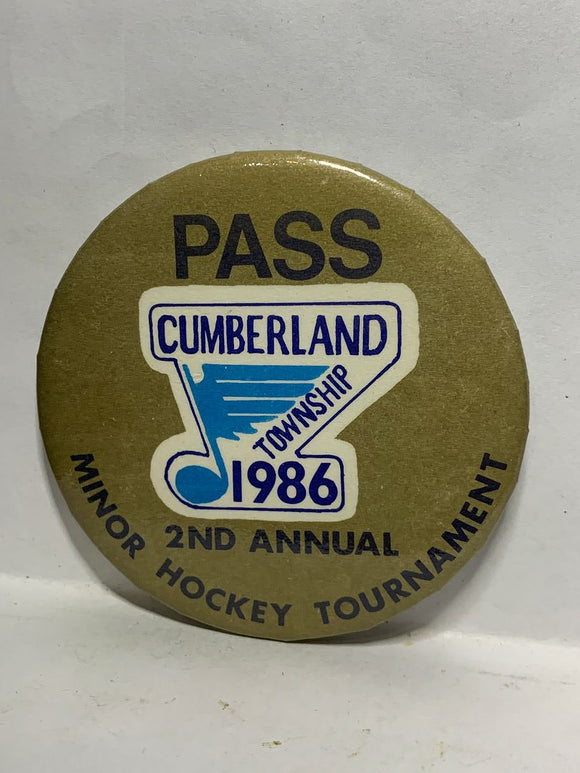 PASS
CUMBERLAND
TOWNSHIP
1986
2ND ANNUAL
MINOR HOCKEY TOURNAMENT